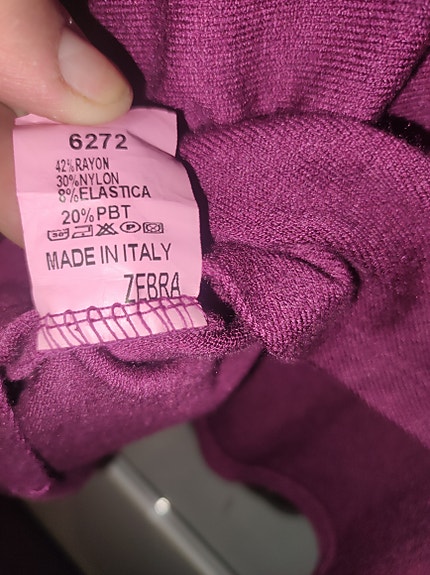 6272
42%RAYON
30%NYLON
8%ELASTICA
20%PBT
MADE IN ITALY
ZEBRA